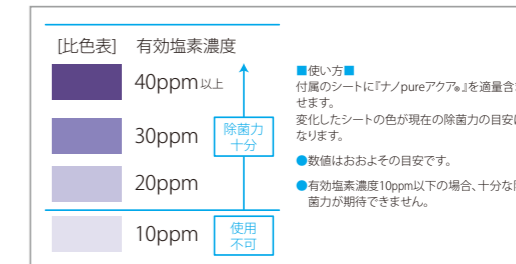 [比色表] 有効塩素濃度
40ppm以上
30ppm
20ppm
10ppm
除菌力
十分
使用
不可
■使い方■
付属のシートに『ナノpureアクア®』を適量含
せます。
変化したシートの色が現在の除菌力の目安
なります。
●数値はおおよその目安です。
●有効塩素濃度10ppm以下の場合、十分な
菌力が期待できません。